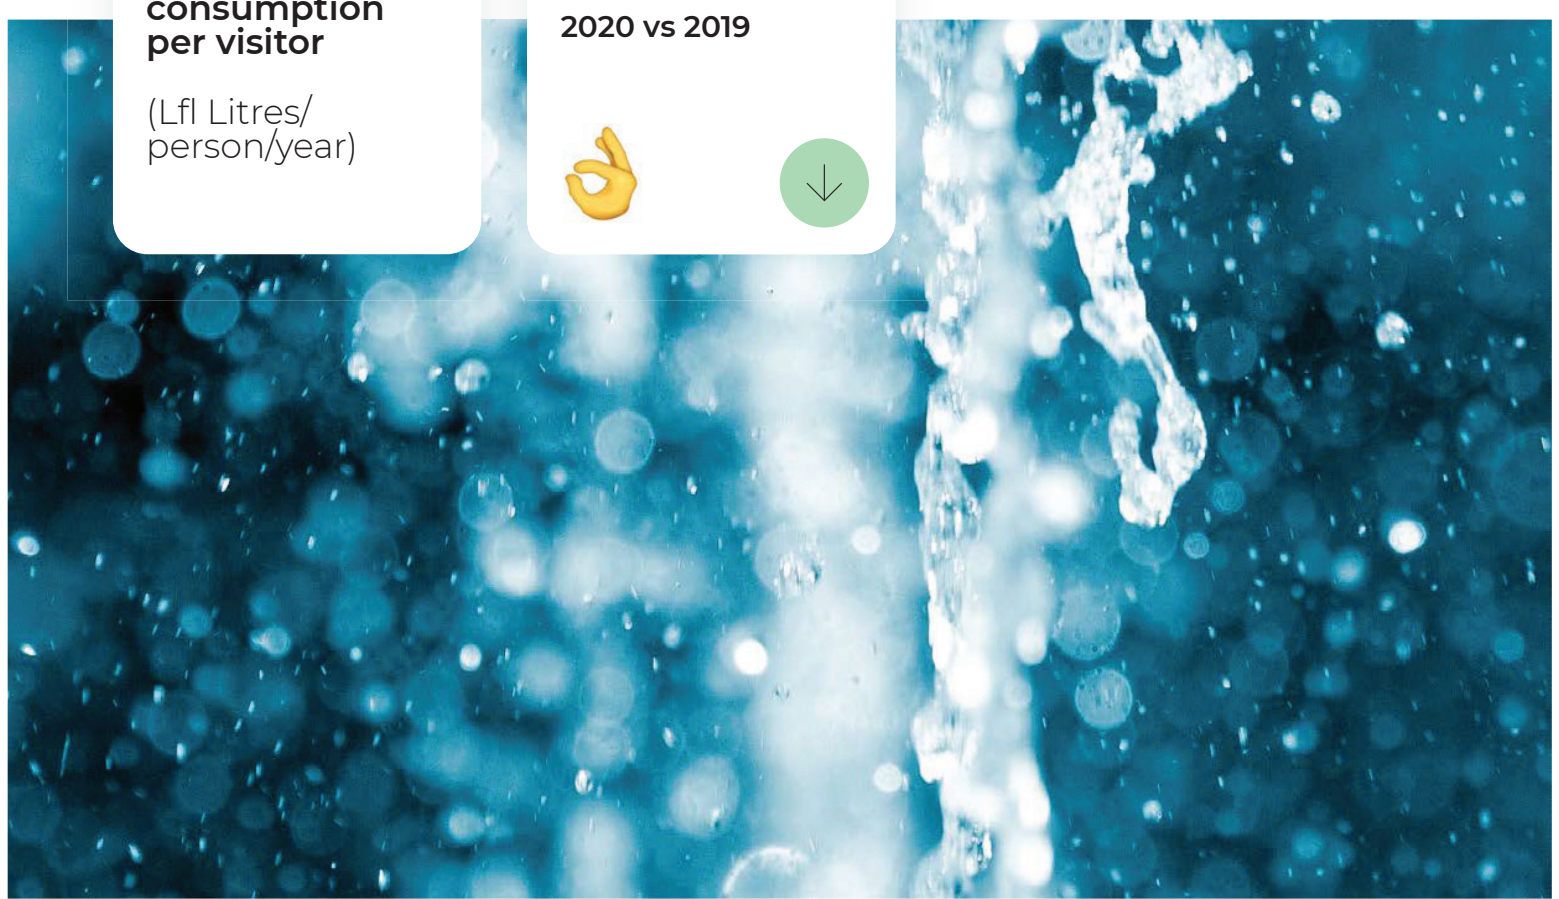 consumption
per visitor
(Lfl Litres/
person/year)
2020 vs 2019